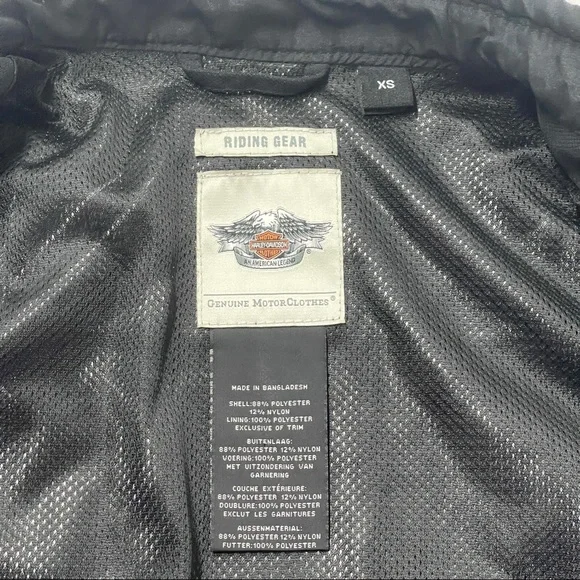 XS
RIDING GEAR
MOTOR
HARLEY-DAVIDSON
AN AMERICAN LEGEND
®
GENUINE MOTORCLOTHES®
MADE IN BANGLADESH
SHELL:88% POLYESTER
12% NYLON
LINING:100% POLYESTER
EXCLUSIVE OF TRIM
BUITENLAAG:
88% POLYESTER 12% NYLON
VOERING:100% POLYESTER
MET UITZONDERING VAN
GARNERING
COUCHE EXTÉRIEURE:
88% POLYESTER 12% NYLON
DOUBLURE:100% POLYESTER
EXCLUT LES GARNITURES
AUSSENMATERIAL:
88% POLYESTER 12% NYLON
FUTTER:100% POLYESTER